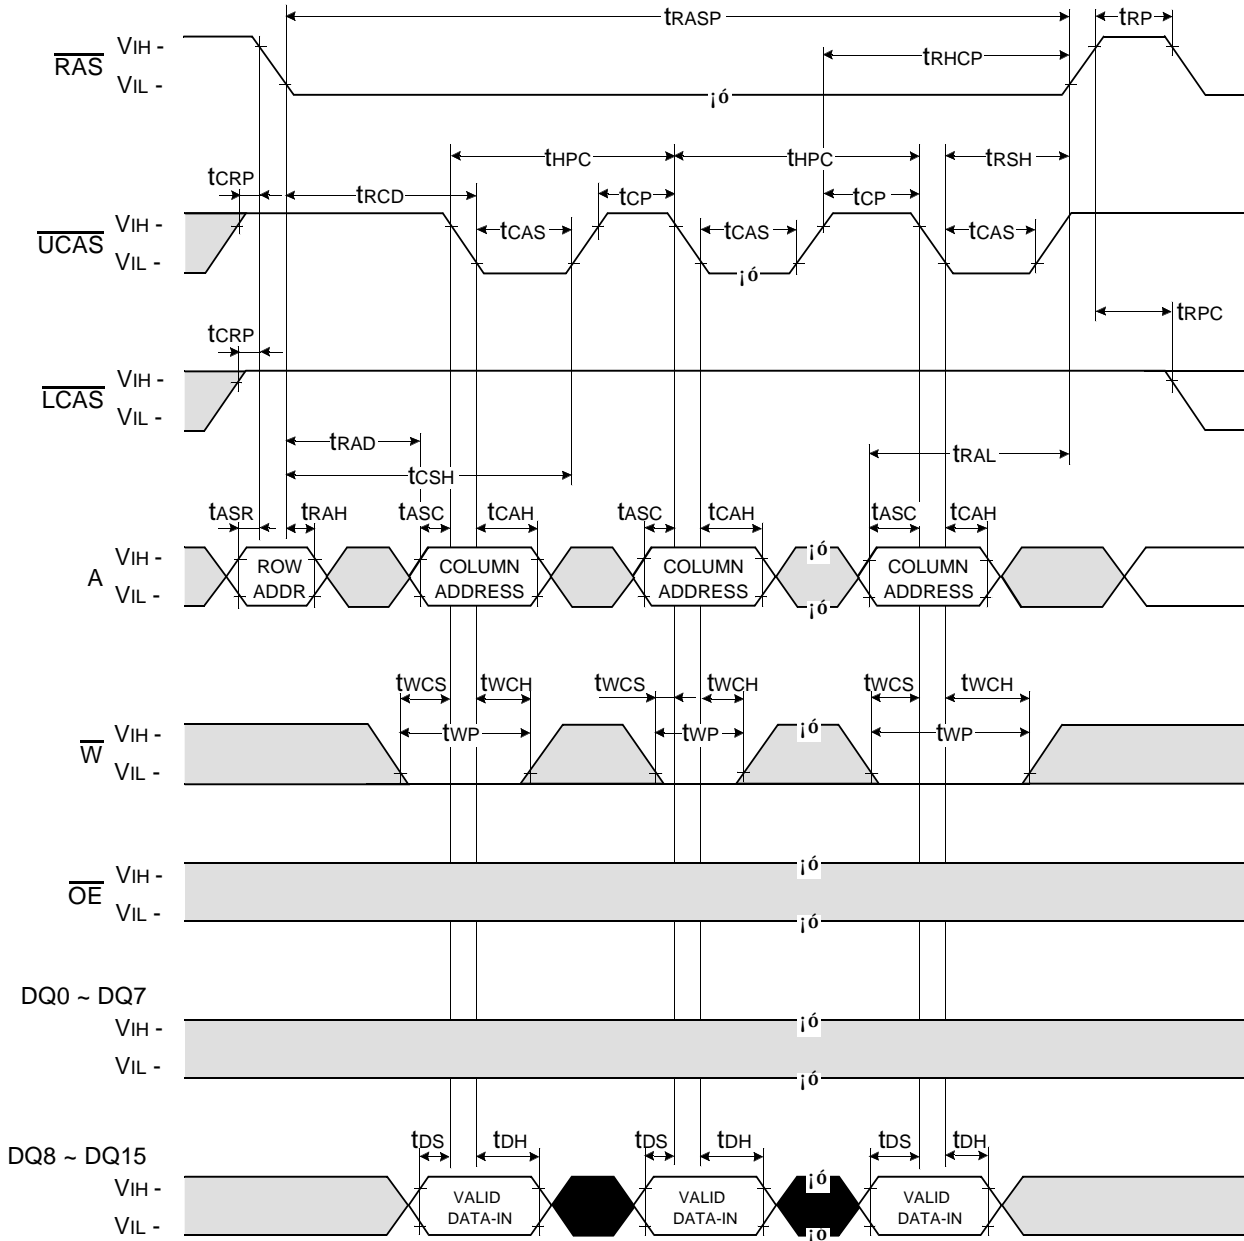 tRASP tRP
RAS VIH - tRHCP
VIL - ¡ó
tHPC tHPC tRSH
tCRP tRCD tCP tCP
UCAS VIH - tCAS tCAS tCAS
VIL - ¡ó
tRPC
tCRP
LCAS VIH -
VIL -
tRAD tRAL
tCSH
tASR tRAH tASC tCAH tASC tCAH tASC tCAH
A VIH - ROW COLUMN COLUMN ¡ó COLUMN
VIL - ADDR ADDRESS ADDRESS ¡ó ADDRESS
tWCS tWCH tWCS tWCH tWCS tWCH
W VIH - tWP tWP ¡ó tWP
VIL -
OE VIH - ¡ó
VIL - ¡ó
DQ0 ~ DQ7
VIH - ¡ó
VIL - ¡ó
tDS tDH tDS tDH tDS tDH
DQ8 ~ DQ15
VIH - VALID VALID ¡ó VALID
VIL - DATA-IN DATA-IN ¡ó DATA-IN